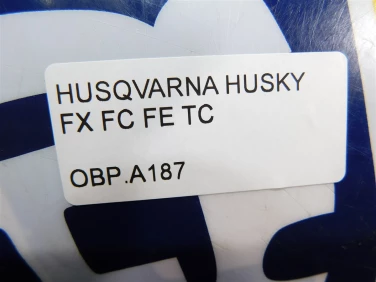 HUSQVARNA HUSKY
FX FC FE TC
OBP.A187